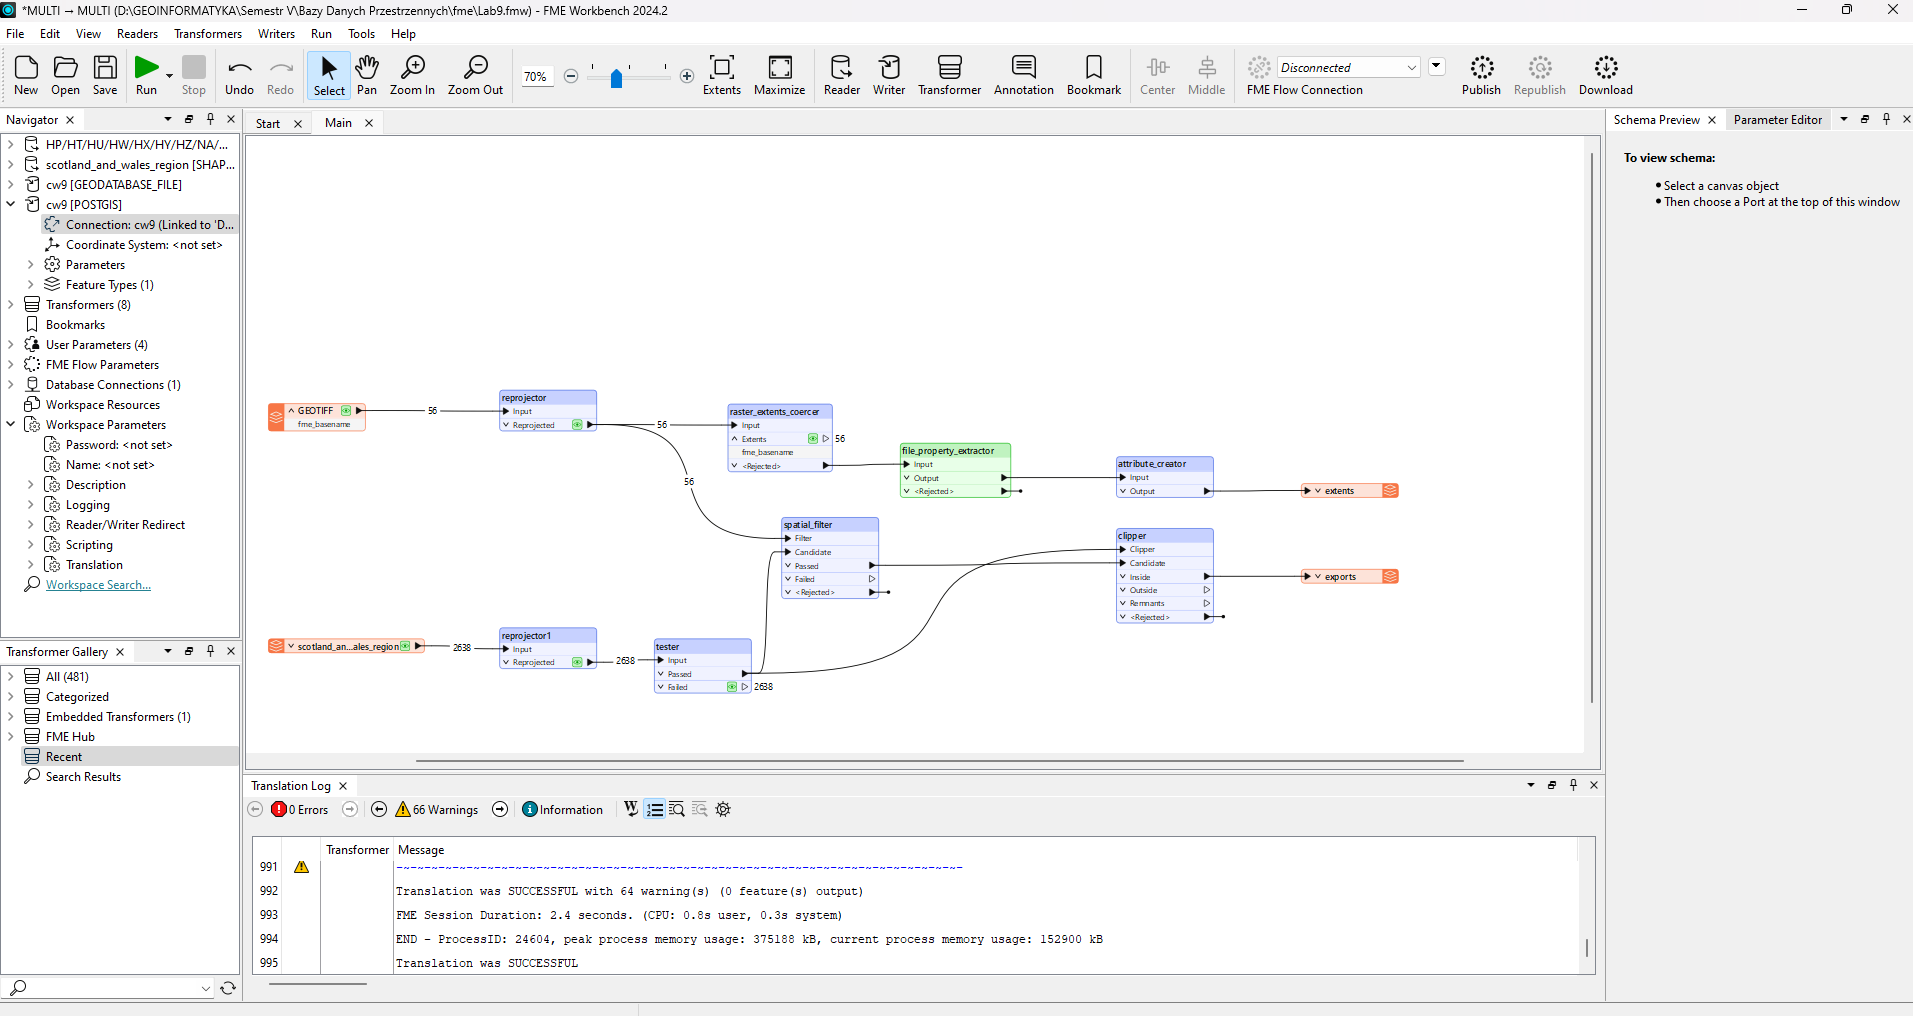 *MULTI → MULTI (D:\GEOINFORMATYKA\Semestr V\Bazy Danych Przestrzennych\fme\Lab9.fmw) - FME Workbench 2024.2
File Edit View Readers Transformers Writers Run Tools Help
New Open Save Run Stop Undo Redo Select Pan Zoom In Zoom Out 70% Extents Maximize Reader Writer Transformer Annotation Bookmark Center Middle Disconnected FME Flow Connection Publish Republish Download
Navigator
HP/HT/HU/HW/HX/HY/HZ/NA/...
scotland_and_wales_region [SHAP...
cw9 [GEODATABASE_FILE]
cw9 [POSTGIS]
Connection: cw9 (Linked to 'D...
Coordinate System: <not set>
Parameters
Feature Types (1)
Transformers (8)
Bookmarks
User Parameters (4)
FME Flow Parameters
Database Connections (1)
Workspace Resources
Workspace Parameters
Password: <not set>
Name: <not set>
Description
Logging
Reader/Writer Redirect
Scripting
Translation
Workspace Search...
Transformer Gallery
All (481)
Categorized
Embedded Transformers (1)
FME Hub
Recent
Search Results
Start Main
GEOTIFF
fme_basename
56
reprojector
Input
Reprojected
56
56
raster_extents_coercer
Input
Extents
56
fme_basename
<Rejected>
file_property_extractor
Input
Output
<Rejected>
attribute_creator
Input
Output
extents
spatial_filter
Filter
Candidate
Passed
Failed
<Rejected>
clipper
Clipper
Candidate
Inside
Outside
Remnants
<Rejected>
exports
scotland_an...ales_region
2638
reprojector1
Input
Reprojected
2638
tester
Input
Passed
Failed
2638
Translation Log
0 Errors 66 Warnings Information
Transformer Message
991 -~-~-~-~-~-~-~-~-~-~-~-~-~-~-~-~-~-~-~-~-~-~-~-~-~-~-~-~-~-~-~-~-~-~-~-~-~-~-
992 Translation was SUCCESSFUL with 64 warning(s) (0 feature(s) output)
993 FME Session Duration: 2.4 seconds. (CPU: 0.8s user, 0.3s system)
994 END - ProcessID: 24604, peak process memory usage: 375188 kB, current process memory usage: 152900 kB
995 Translation was SUCCESSFUL
Schema Preview Parameter Editor
To view schema:
• Select a canvas object
• Then choose a Port at the top of this window